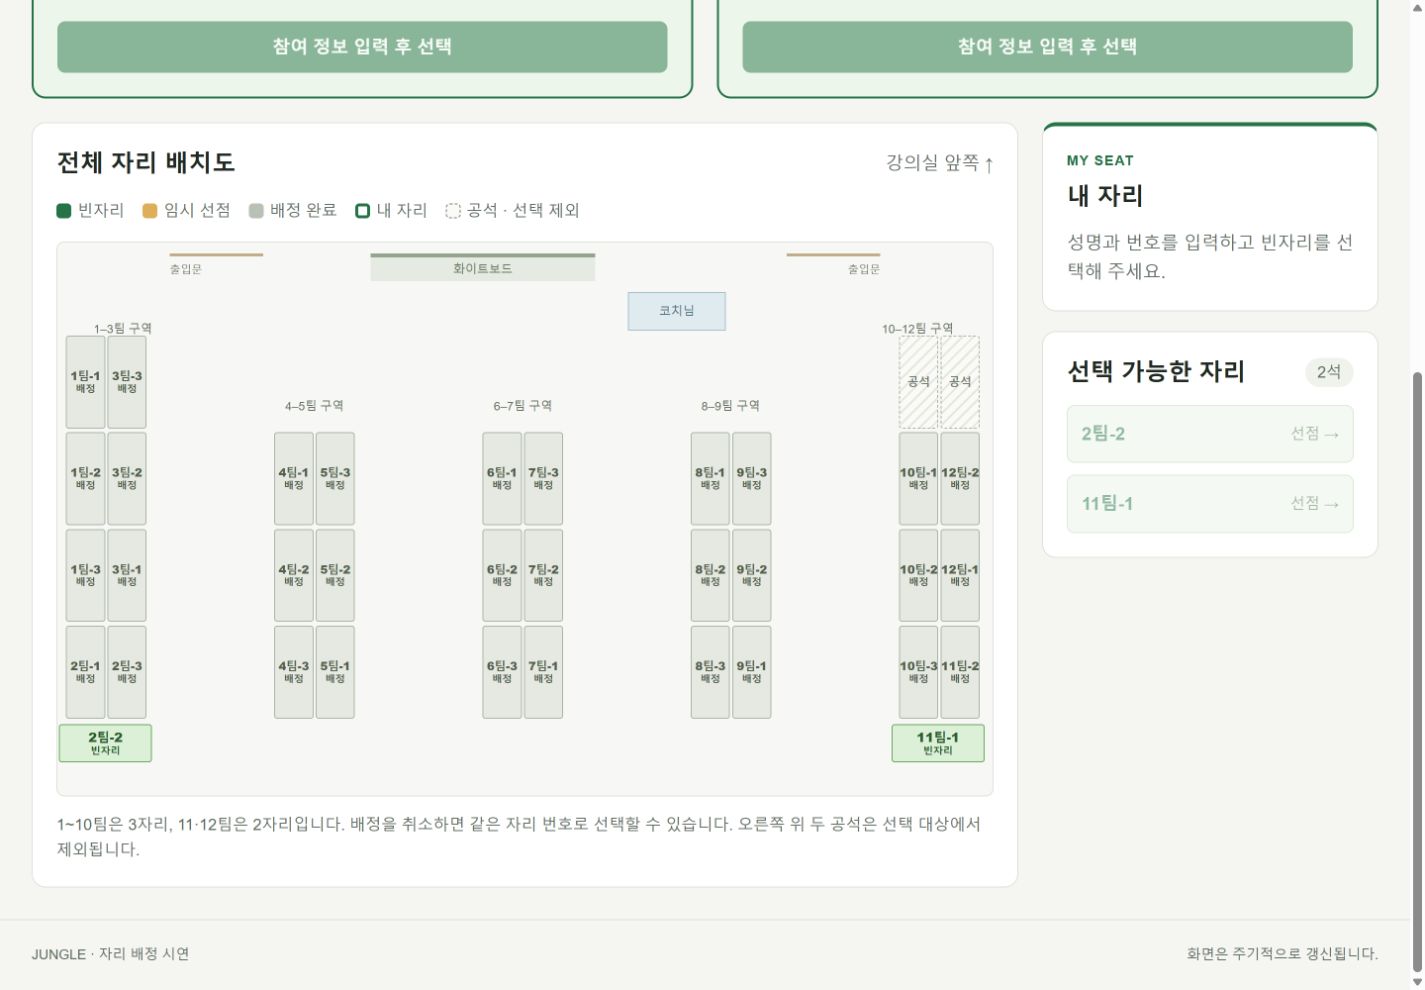 참여 정보 입력 후 선택
참여 정보 입력 후 선택
전체 자리 배치도
강의실 앞쪽 ↑
빈자리
임시 선점
배정 완료
내 자리
공석 · 선택 제외
출입문
화이트보드
출입문
코치님
1–3팀 구역
10–12팀 구역
1팀-1
배정
3팀-3
배정
공석
공석
4–5팀 구역
6–7팀 구역
8–9팀 구역
1팀-2
배정
3팀-2
배정
4팀-1
배정
5팀-3
배정
6팀-1
배정
7팀-3
배정
8팀-1
배정
9팀-3
배정
10팀-1
배정
12팀-2
배정
1팀-3
배정
3팀-1
배정
4팀-2
배정
5팀-2
배정
6팀-2
배정
7팀-2
배정
8팀-2
배정
9팀-2
배정
10팀-2
배정
12팀-1
배정
2팀-1
배정
2팀-3
배정
4팀-3
배정
5팀-1
배정
6팀-3
배정
7팀-1
배정
8팀-3
배정
9팀-1
배정
10팀-3
배정
11팀-2
배정
2팀-2
빈자리
11팀-1
빈자리
1~10팀은 3자리, 11·12팀은 2자리입니다. 배정을 취소하면 같은 자리 번호로 선택할 수 있습니다. 오른쪽 위 두 공석은 선택 대상에서
제외됩니다.
MY SEAT
내 자리
성명과 번호를 입력하고 빈자리를 선
택해 주세요.
선택 가능한 자리
2석
2팀-2
선점 →
11팀-1
선점 →
JUNGLE · 자리 배정 시연
화면은 주기적으로 갱신됩니다.